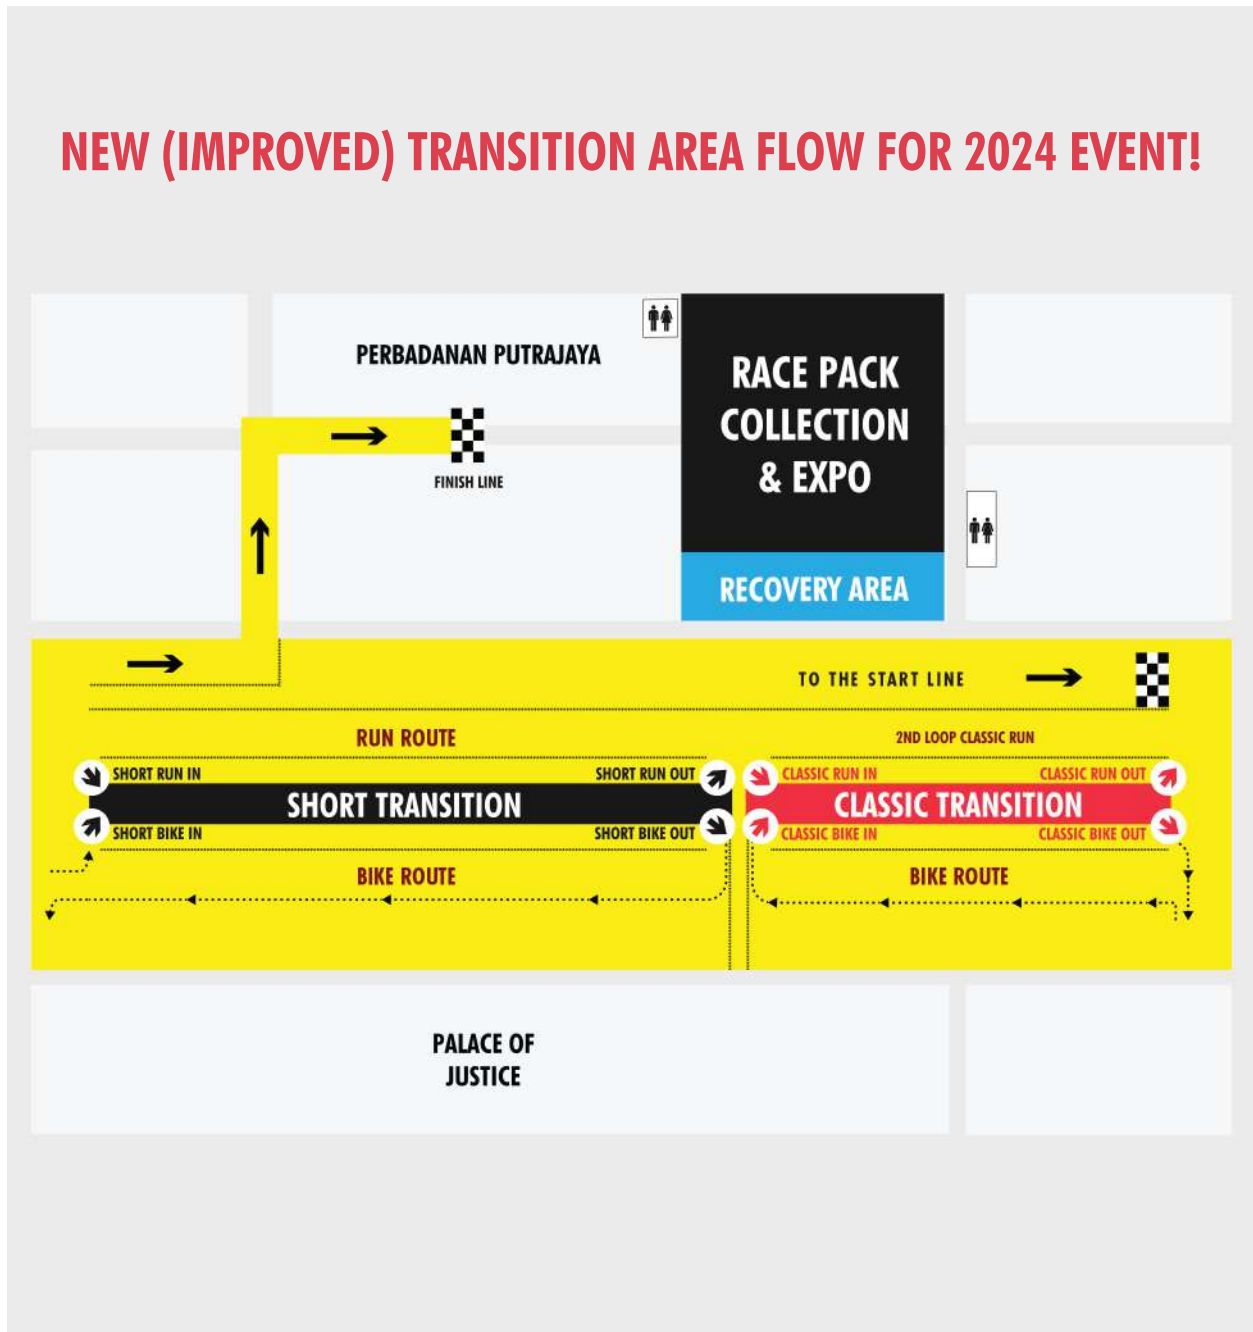 NEW (IMPROVED) TRANSITION AREA FLOW FOR 2024 EVENT!
PERBADANAN PUTRAJAYA
RACE PACK
COLLECTION
& EXPO
FINISH LINE
RECOVERY AREA
TO THE START LINE
RUN ROUTE
2ND LOOP CLASSIC RUN
SHORT RUN IN
SHORT RUN OUT
CLASSIC RUN IN
CLASSIC RUN OUT
SHORT TRANSITION
CLASSIC TRANSITION
SHORT BIKE IN
SHORT BIKE OUT
CLASSIC BIKE IN
CLASSIC BIKE OUT
BIKE ROUTE
BIKE ROUTE
PALACE OF
JUSTICE